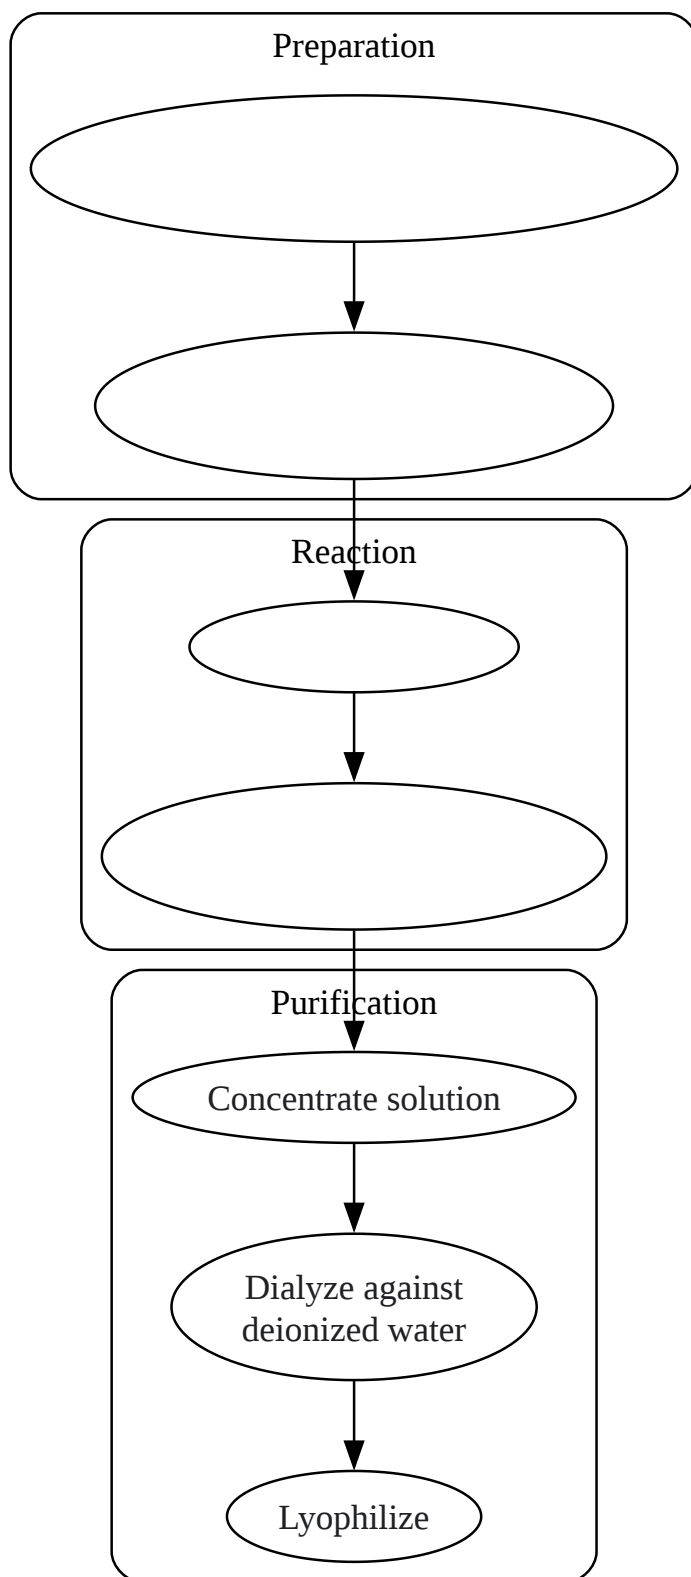 Preparation
Reaction
Purification
Concentrate solution
Dialyze against
deionized water
Lyophilize